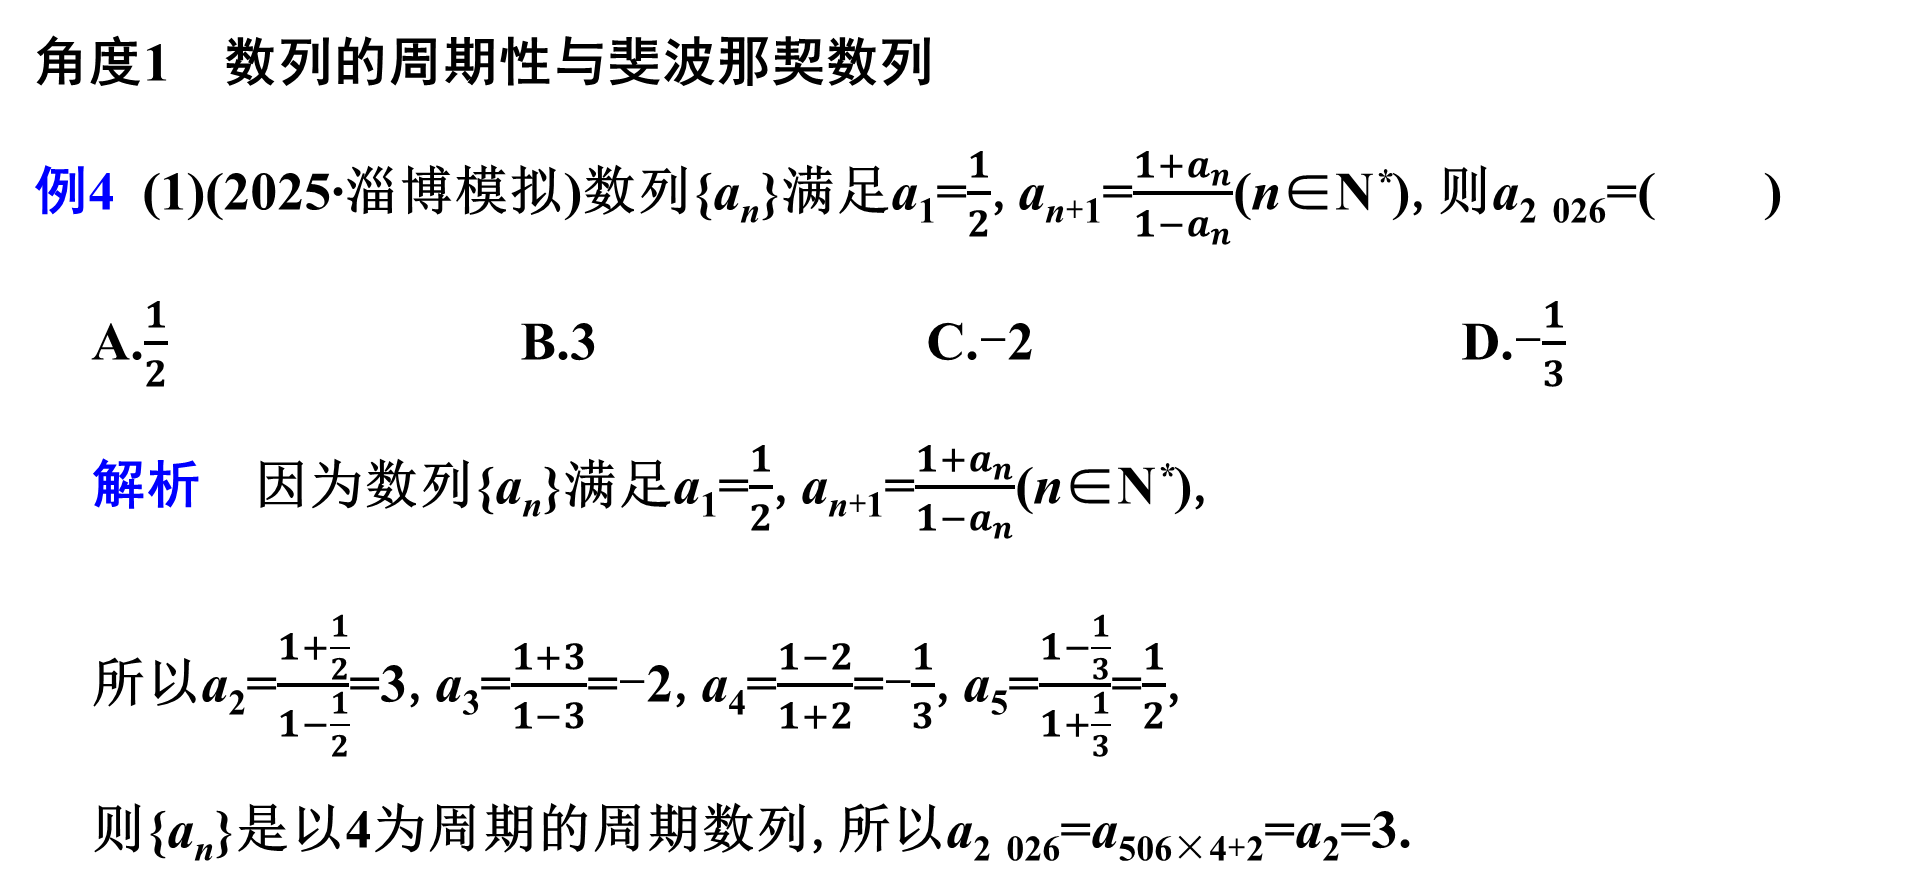 角度1 数列的周期性与斐波那契数列
例4 (1)(2025·淄博模拟)数列{aₙ}满足a₁=1/2, aₙ₊₁=(1+aₙ)/(1−aₙ)(n∈N*), 则a₂ ₀₂₆=(  )
A.1/2 B.3 C.−2 D.−1/3
解析 因为数列{aₙ}满足a₁=1/2, aₙ₊₁=(1+aₙ)/(1−aₙ)(n∈N*),
所以a₂=(1+1/2)/(1−1/2)=3, a₃=(1+3)/(1−3)=−2, a₄=(1−2)/(1+2)=−1/3, a₅=(1−1/3)/(1+1/3)=1/2,
则{aₙ}是以4为周期的周期数列, 所以a₂ ₀₂₆=a₅₀₆×₄₊₂=a₂=3.